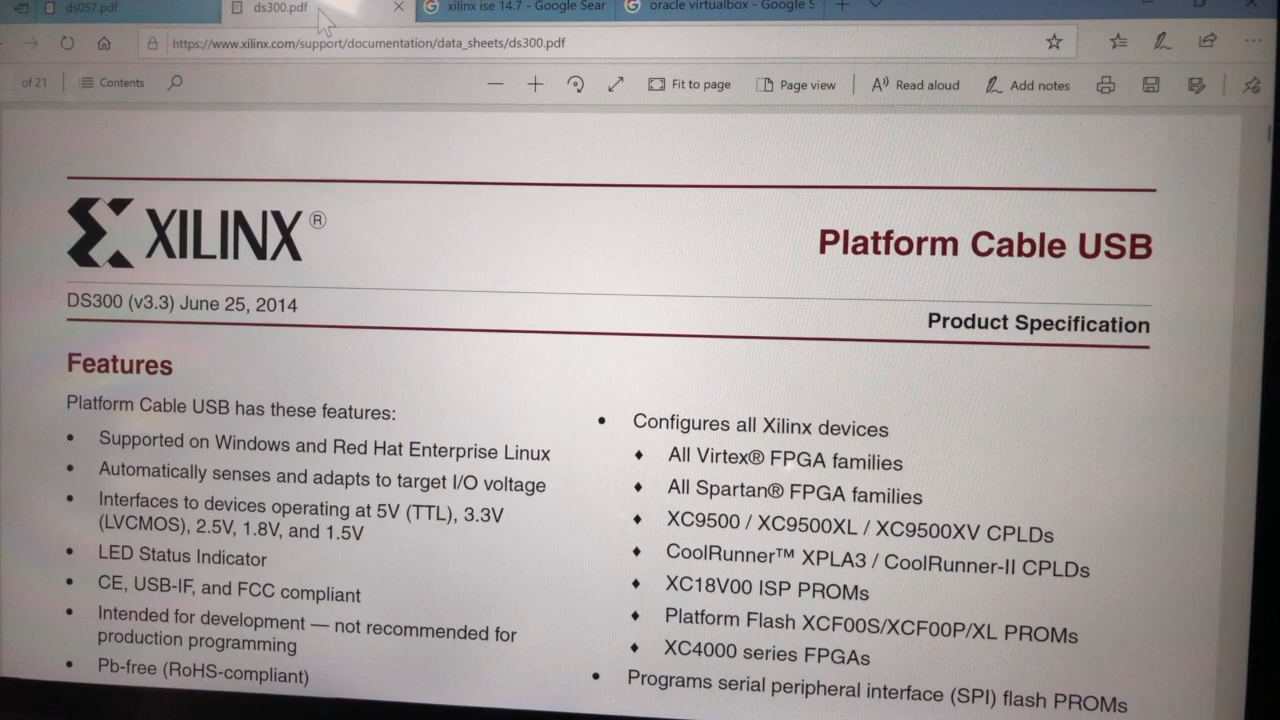 ds057.pdf
ds300.pdf
xilinx ise 14.7 - Google Sear
oracle virtualbox - Google S
https://www.xilinx.com/support/documentation/data_sheets/ds300.pdf
of 21
Contents
Fit to page
Page view
Read aloud
Add notes
XILINX®
Platform Cable USB
DS300 (v3.3) June 25, 2014
Product Specification
Features
Platform Cable USB has these features:
• Supported on Windows and Red Hat Enterprise Linux
• Automatically senses and adapts to target I/O voltage
• Interfaces to devices operating at 5V (TTL), 3.3V
(LVCMOS), 2.5V, 1.8V, and 1.5V
• LED Status Indicator
• CE, USB-IF, and FCC compliant
• Intended for development — not recommended for
production programming
• Pb-free (RoHS-compliant)
• Configures all Xilinx devices
♦ All Virtex® FPGA families
♦ All Spartan® FPGA families
♦ XC9500 / XC9500XL / XC9500XV CPLDs
♦ CoolRunner™ XPLA3 / CoolRunner-II CPLDs
♦ XC18V00 ISP PROMs
♦ Platform Flash XCF00S/XCF00P/XL PROMs
♦ XC4000 series FPGAs
• Programs serial peripheral interface (SPI) flash PROMs